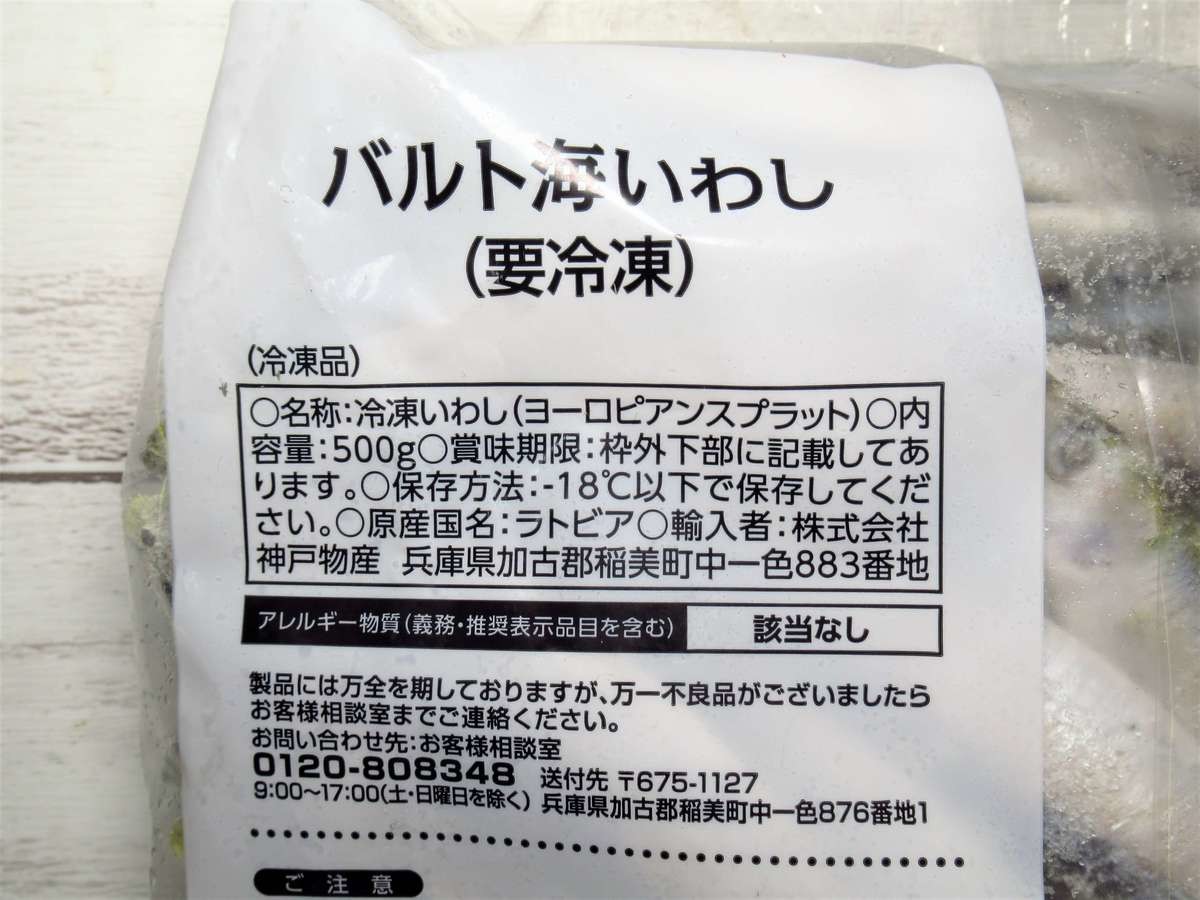 バルト海いわし
(要冷凍)
(冷凍品)
○名称:冷凍いわし(ヨーロピアンスプラット)○内
容量:500g○賞味期限:枠外下部に記載してあ
ります。○保存方法:-18℃以下で保存してくだ
さい。○原産国名:ラトビア○輸入者:株式会社
神戸物産 兵庫県加古郡稲美町中一色883番地
アレルギー物質(義務・推奨表示品目を含む) 該当なし
製品には万全を期しておりますが、万一不良品がございましたら
お客様相談室までご連絡ください。
お問い合わせ先:お客様相談室
0120-808348 送付先 〒675-1127
9:00~17:00(土・日曜日を除く) 兵庫県加古郡稲美町中一色876番地1
ご注意